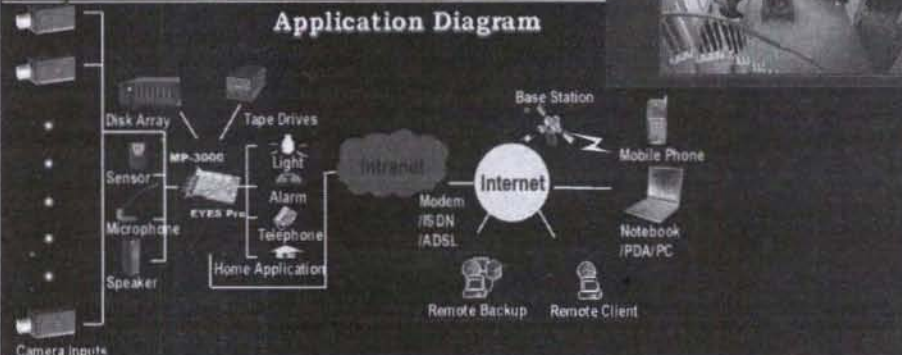 Application Diagram
Disk Array
Tape Drives
Base Station
Mobile Phone
MP-3000
Light
Sensor
Intranet
Internet
EYES Pro
Alarm
Modem
/ISDN
/ADSL
Microphone
Telephone
Notebook
/PDA/PC
Speaker
Home Application
Remote Backup
Remote Client
Camera Inputs